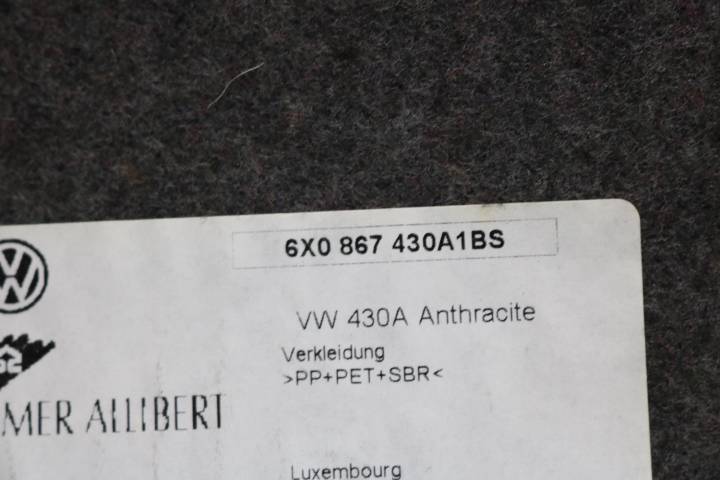 6X0 867 430A1BS
VW 430A Anthracite
Verkleidung
>PP+PET+SBR<
MER ALLIBERT
Luxembourg